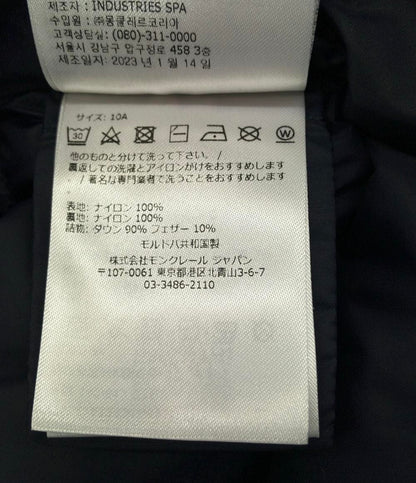 제조자 : INDUSTRIES SPA
수입원 : ㈜몽클레르코리아
고객상담실: (080)-311-0000
서울시 강남구 압구정로 458 3층
제조일자: 2023 년 1 월 14 일
サイズ: 10A
30
W
他のものと分けて洗って下さい。/
裏返しての洗濯とアイロンがけをおすすめします
/ 著名な専門業者で洗うことをおすすめします
表地: ナイロン 100%
裏地: ナイロン 100%
詰物: ダウン 90% フェザー 10%
モルドバ共和国製
株式会社モンクレール ジャパン
〒107-0061 東京都港区北青山3-6-7
03-3486-2110